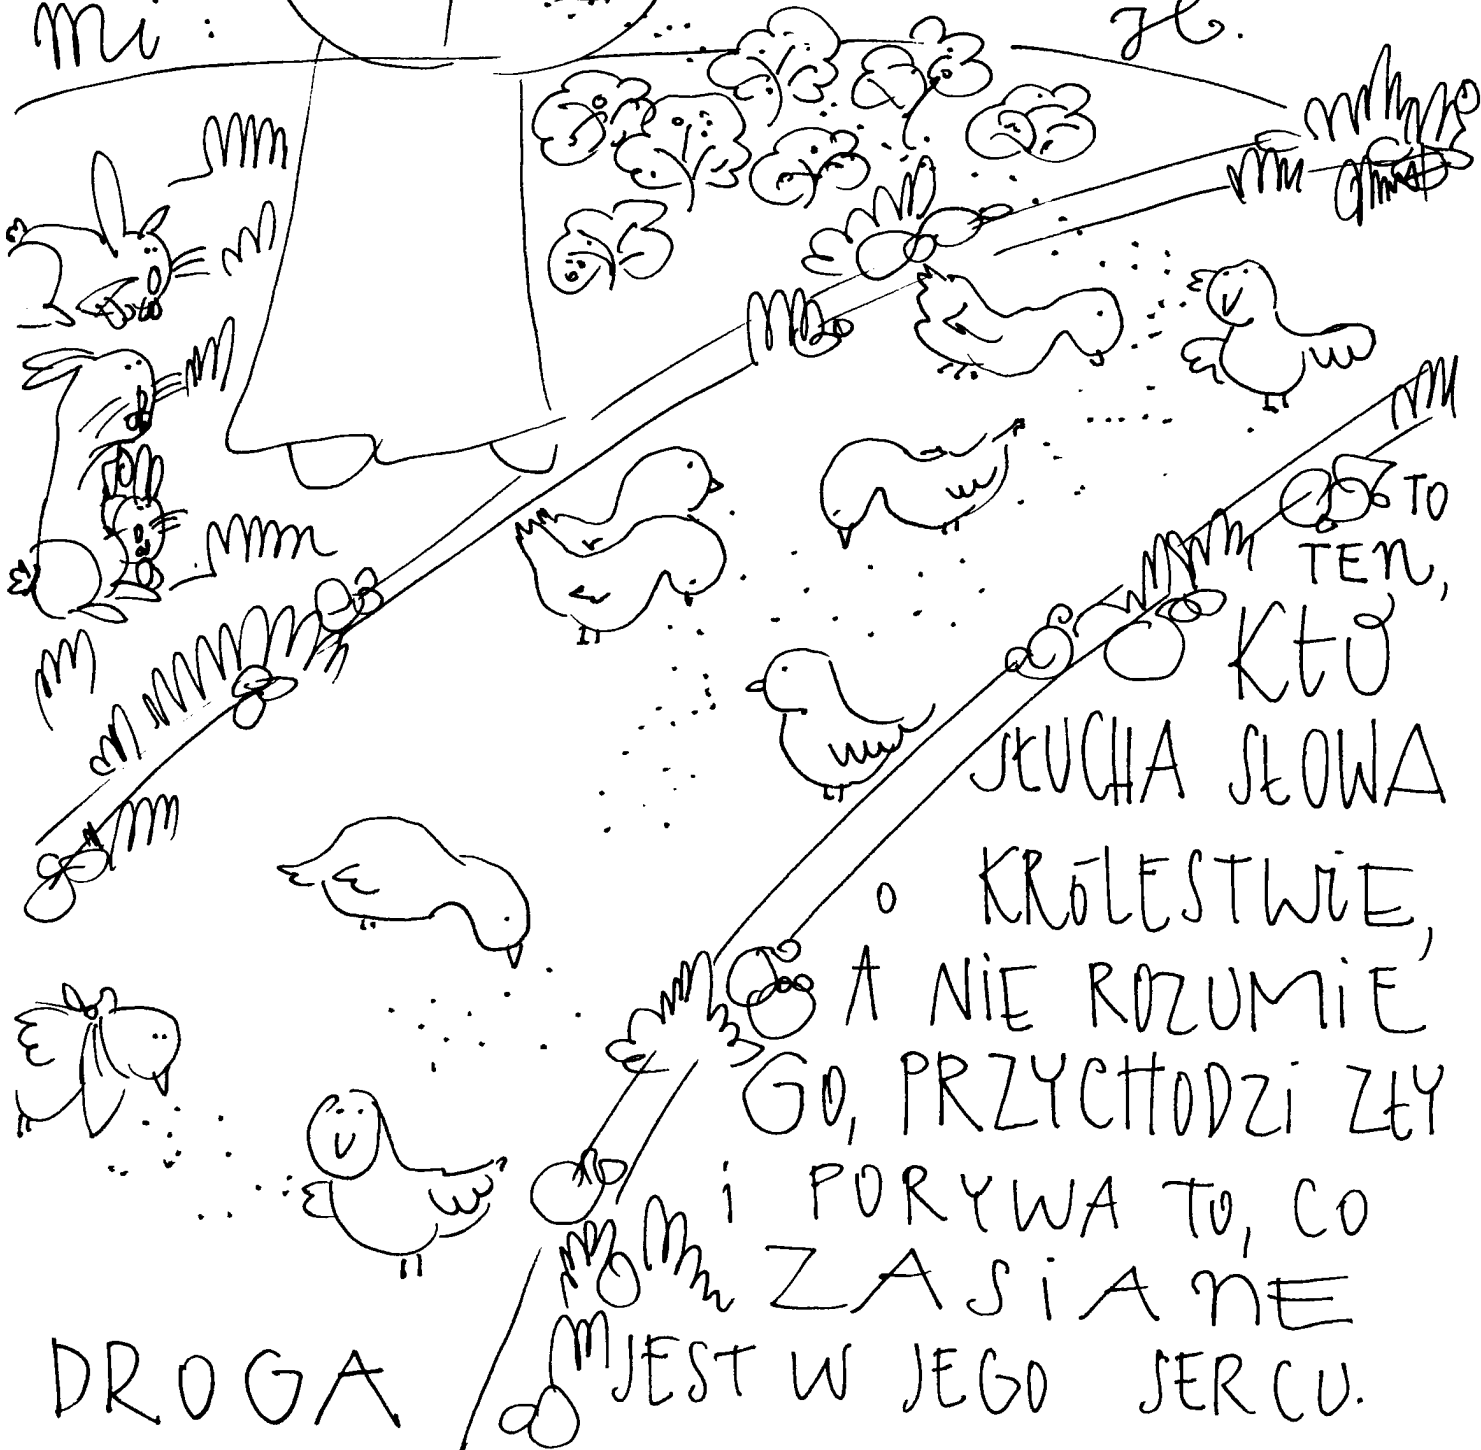 TO
TEN,
KTO
SŁUCHA SŁOWA
O KRÓLESTWIE,
A NIE ROZUMIE
GO, PRZYCHODZI ZŁY
i PORYWA TO, CO
ZASIANE
JEST W JEGO SERCU.
DROGA